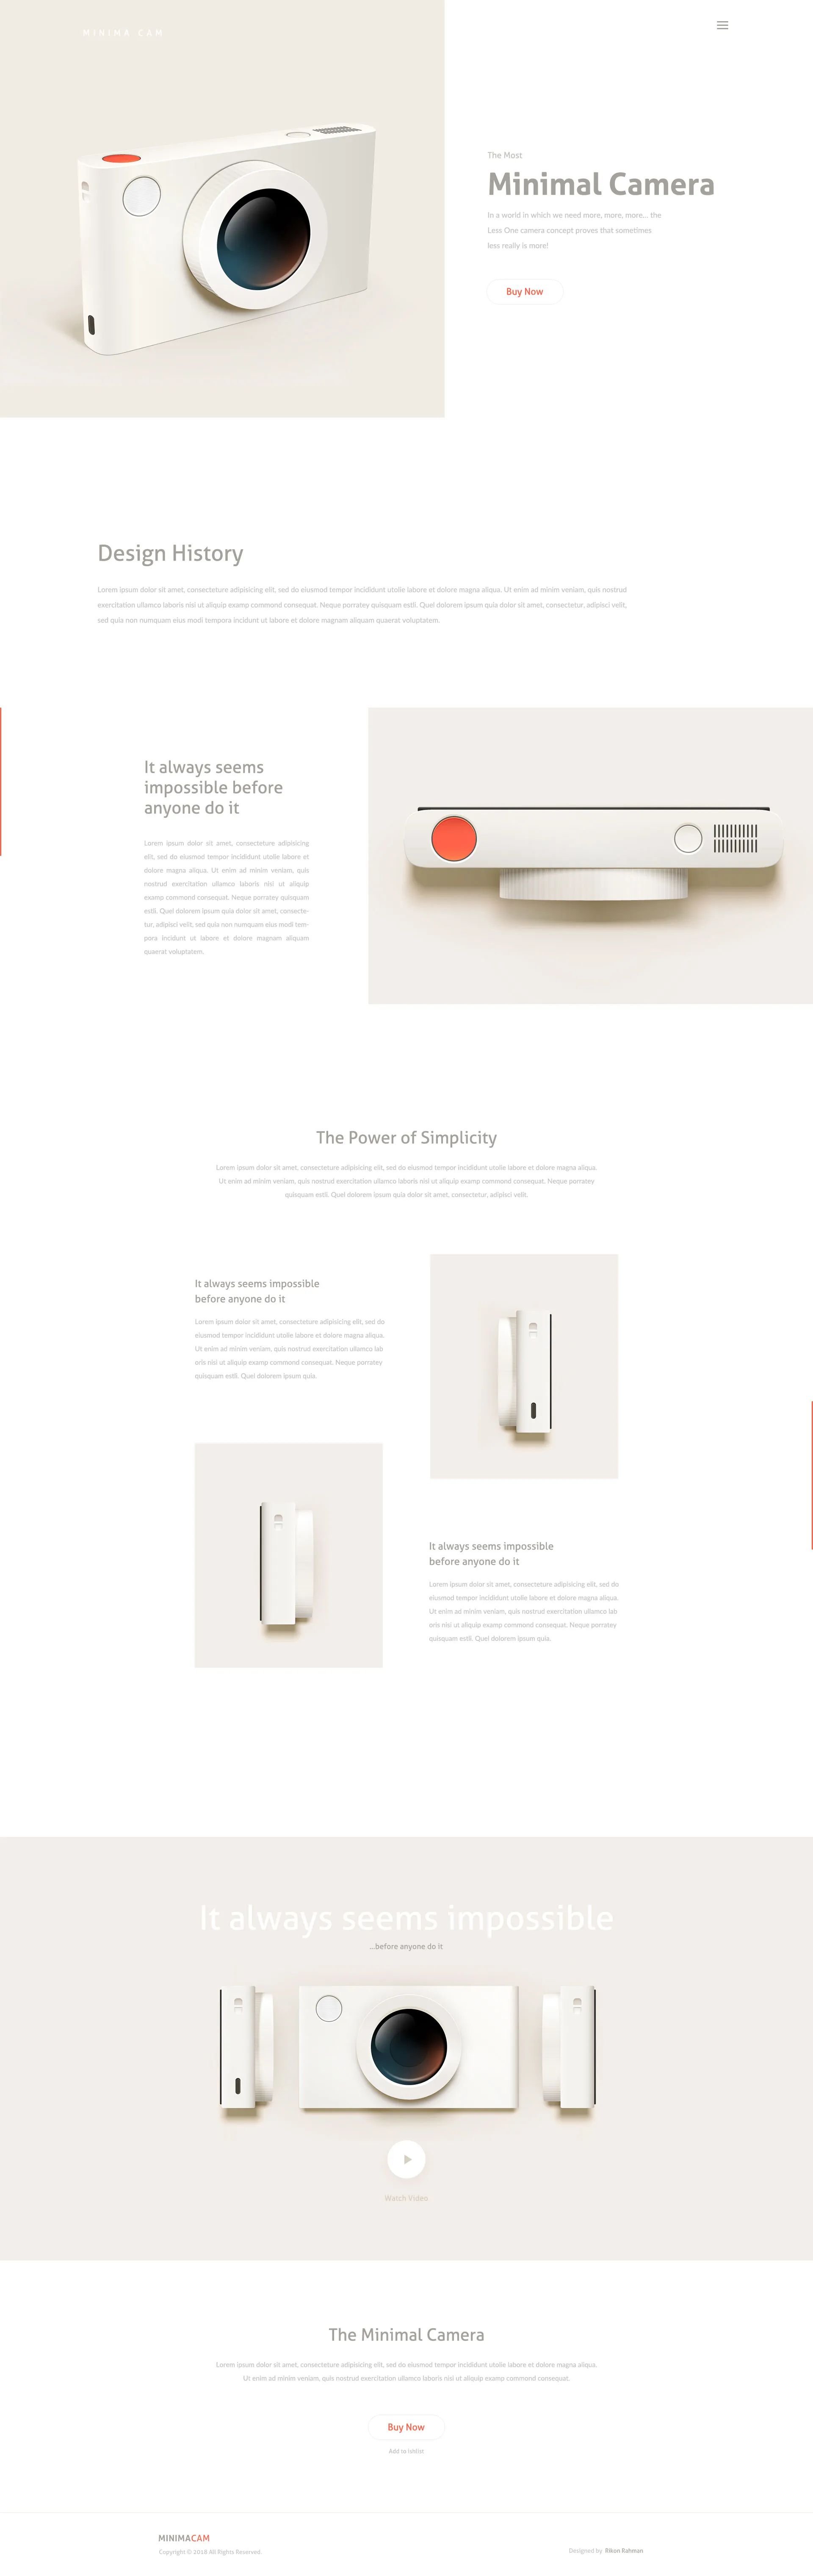 MINIMA CAM
The Most
Minimal Camera
In a world in which we need more, more, more... the
Less One camera concept proves that sometimes
less really is more!
Buy Now
Design History
Lorem ipsum dolor sit amet, consecteture adipisicing elit, sed do eiusmod tempor incididunt utolie labore et dolore magna aliqua. Ut enim ad minim veniam, quis nostrud
exercitation ullamco laboris nisi ut aliquip examp commond consequat. Neque porratey quisquam estli. Quel dolorem ipsum quia dolor sit amet, consectetur, adipisci velit,
sed quia non numquam eius modi tempora incidunt ut labore et dolore magnam aliquam quaerat voluptatem.
It always seems
impossible before
anyone do it
Lorem ipsum dolor sit amet, consecteture adipisicing
elit, sed do eiusmod tempor incididunt utolie labore et
dolore magna aliqua. Ut enim ad minim veniam, quis
nostrud exercitation ullamco laboris nisi ut aliquip
examp commond consequat. Neque porratey quisquam
estli. Quel dolorem ipsum quia dolor sit amet, consecte-
tur, adipisci velit, sed quia non numquam eius modi tem-
pora incidunt ut labore et dolore magnam aliquam
quaerat voluptatem.
The Power of Simplicity
Lorem ipsum dolor sit amet, consecteture adipisicing elit, sed do eiusmod tempor incididunt utolie labore et dolore magna aliqua.
Ut enim ad minim veniam, quis nostrud exercitation ullamco laboris nisi ut aliquip examp commond consequat. Neque porratey
quisquam estli. Quel dolorem ipsum quia dolor sit amet, consectetur, adipisci velit.
It always seems impossible
before anyone do it
Lorem ipsum dolor sit amet, consecteture adipisicing elit, sed do
eiusmod tempor incididunt utolie labore et dolore magna aliqua.
Ut enim ad minim veniam, quis nostrud exercitation ullamco lab
oris nisi ut aliquip examp commond consequat. Neque porratey
quisquam estli. Quel dolorem ipsum quia.
It always seems impossible
before anyone do it
Lorem ipsum dolor sit amet, consecteture adipisicing elit, sed do
eiusmod tempor incididunt utolie labore et dolore magna aliqua.
Ut enim ad minim veniam, quis nostrud exercitation ullamco lab
oris nisi ut aliquip examp commond consequat. Neque porratey
quisquam estli. Quel dolorem ipsum quia.
It always seems impossible
...before anyone do it
Watch Video
The Minimal Camera
Lorem ipsum dolor sit amet, consecteture adipisicing elit, sed do eiusmod tempor incididunt utolie labore et dolore magna aliqua.
Ut enim ad minim veniam, quis nostrud exercitation ullamco laboris nisi ut aliquip examp commond consequat.
Buy Now
Add to
MINIMACAM
Copyright © 2018 All Rights Reserved.
Designed by Rikon Rahman